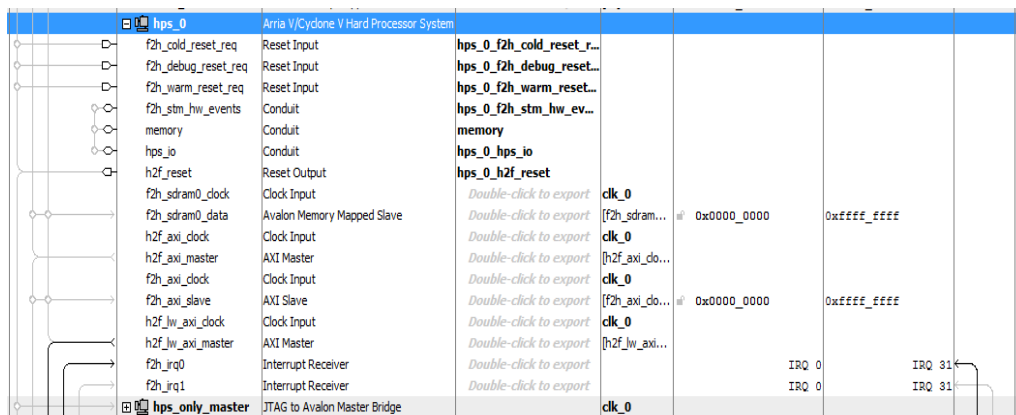 hps_0 Arria V/Cyclone V Hard Processor System
f2h_cold_reset_req Reset Input hps_0_f2h_cold_reset_r...
f2h_debug_reset_req Reset Input hps_0_f2h_debug_reset...
f2h_warm_reset_req Reset Input hps_0_f2h_warm_reset...
f2h_stm_hw_events Conduit hps_0_f2h_stm_hw_ev...
memory Conduit memory
hps_io Conduit hps_0_hps_io
h2f_reset Reset Output hps_0_h2f_reset
f2h_sdram0_clock Clock Input Double-click to export clk_0
f2h_sdram0_data Avalon Memory Mapped Slave Double-click to export [f2h_sdram... 0x0000_0000 0xffff_ffff
h2f_axi_clock Clock Input Double-click to export clk_0
h2f_axi_master AXI Master Double-click to export [h2f_axi_clo...
f2h_axi_clock Clock Input Double-click to export clk_0
f2h_axi_slave AXI Slave Double-click to export [f2h_axi_clo... 0x0000_0000 0xffff_ffff
h2f_lw_axi_clock Clock Input Double-click to export clk_0
h2f_lw_axi_master AXI Master Double-click to export [h2f_lw_axi...
f2h_irq0 Interrupt Receiver Double-click to export IRQ 0 IRQ 31
f2h_irq1 Interrupt Receiver Double-click to export IRQ 0 IRQ 31
hps_only_master JTAG to Avalon Master Bridge clk_0